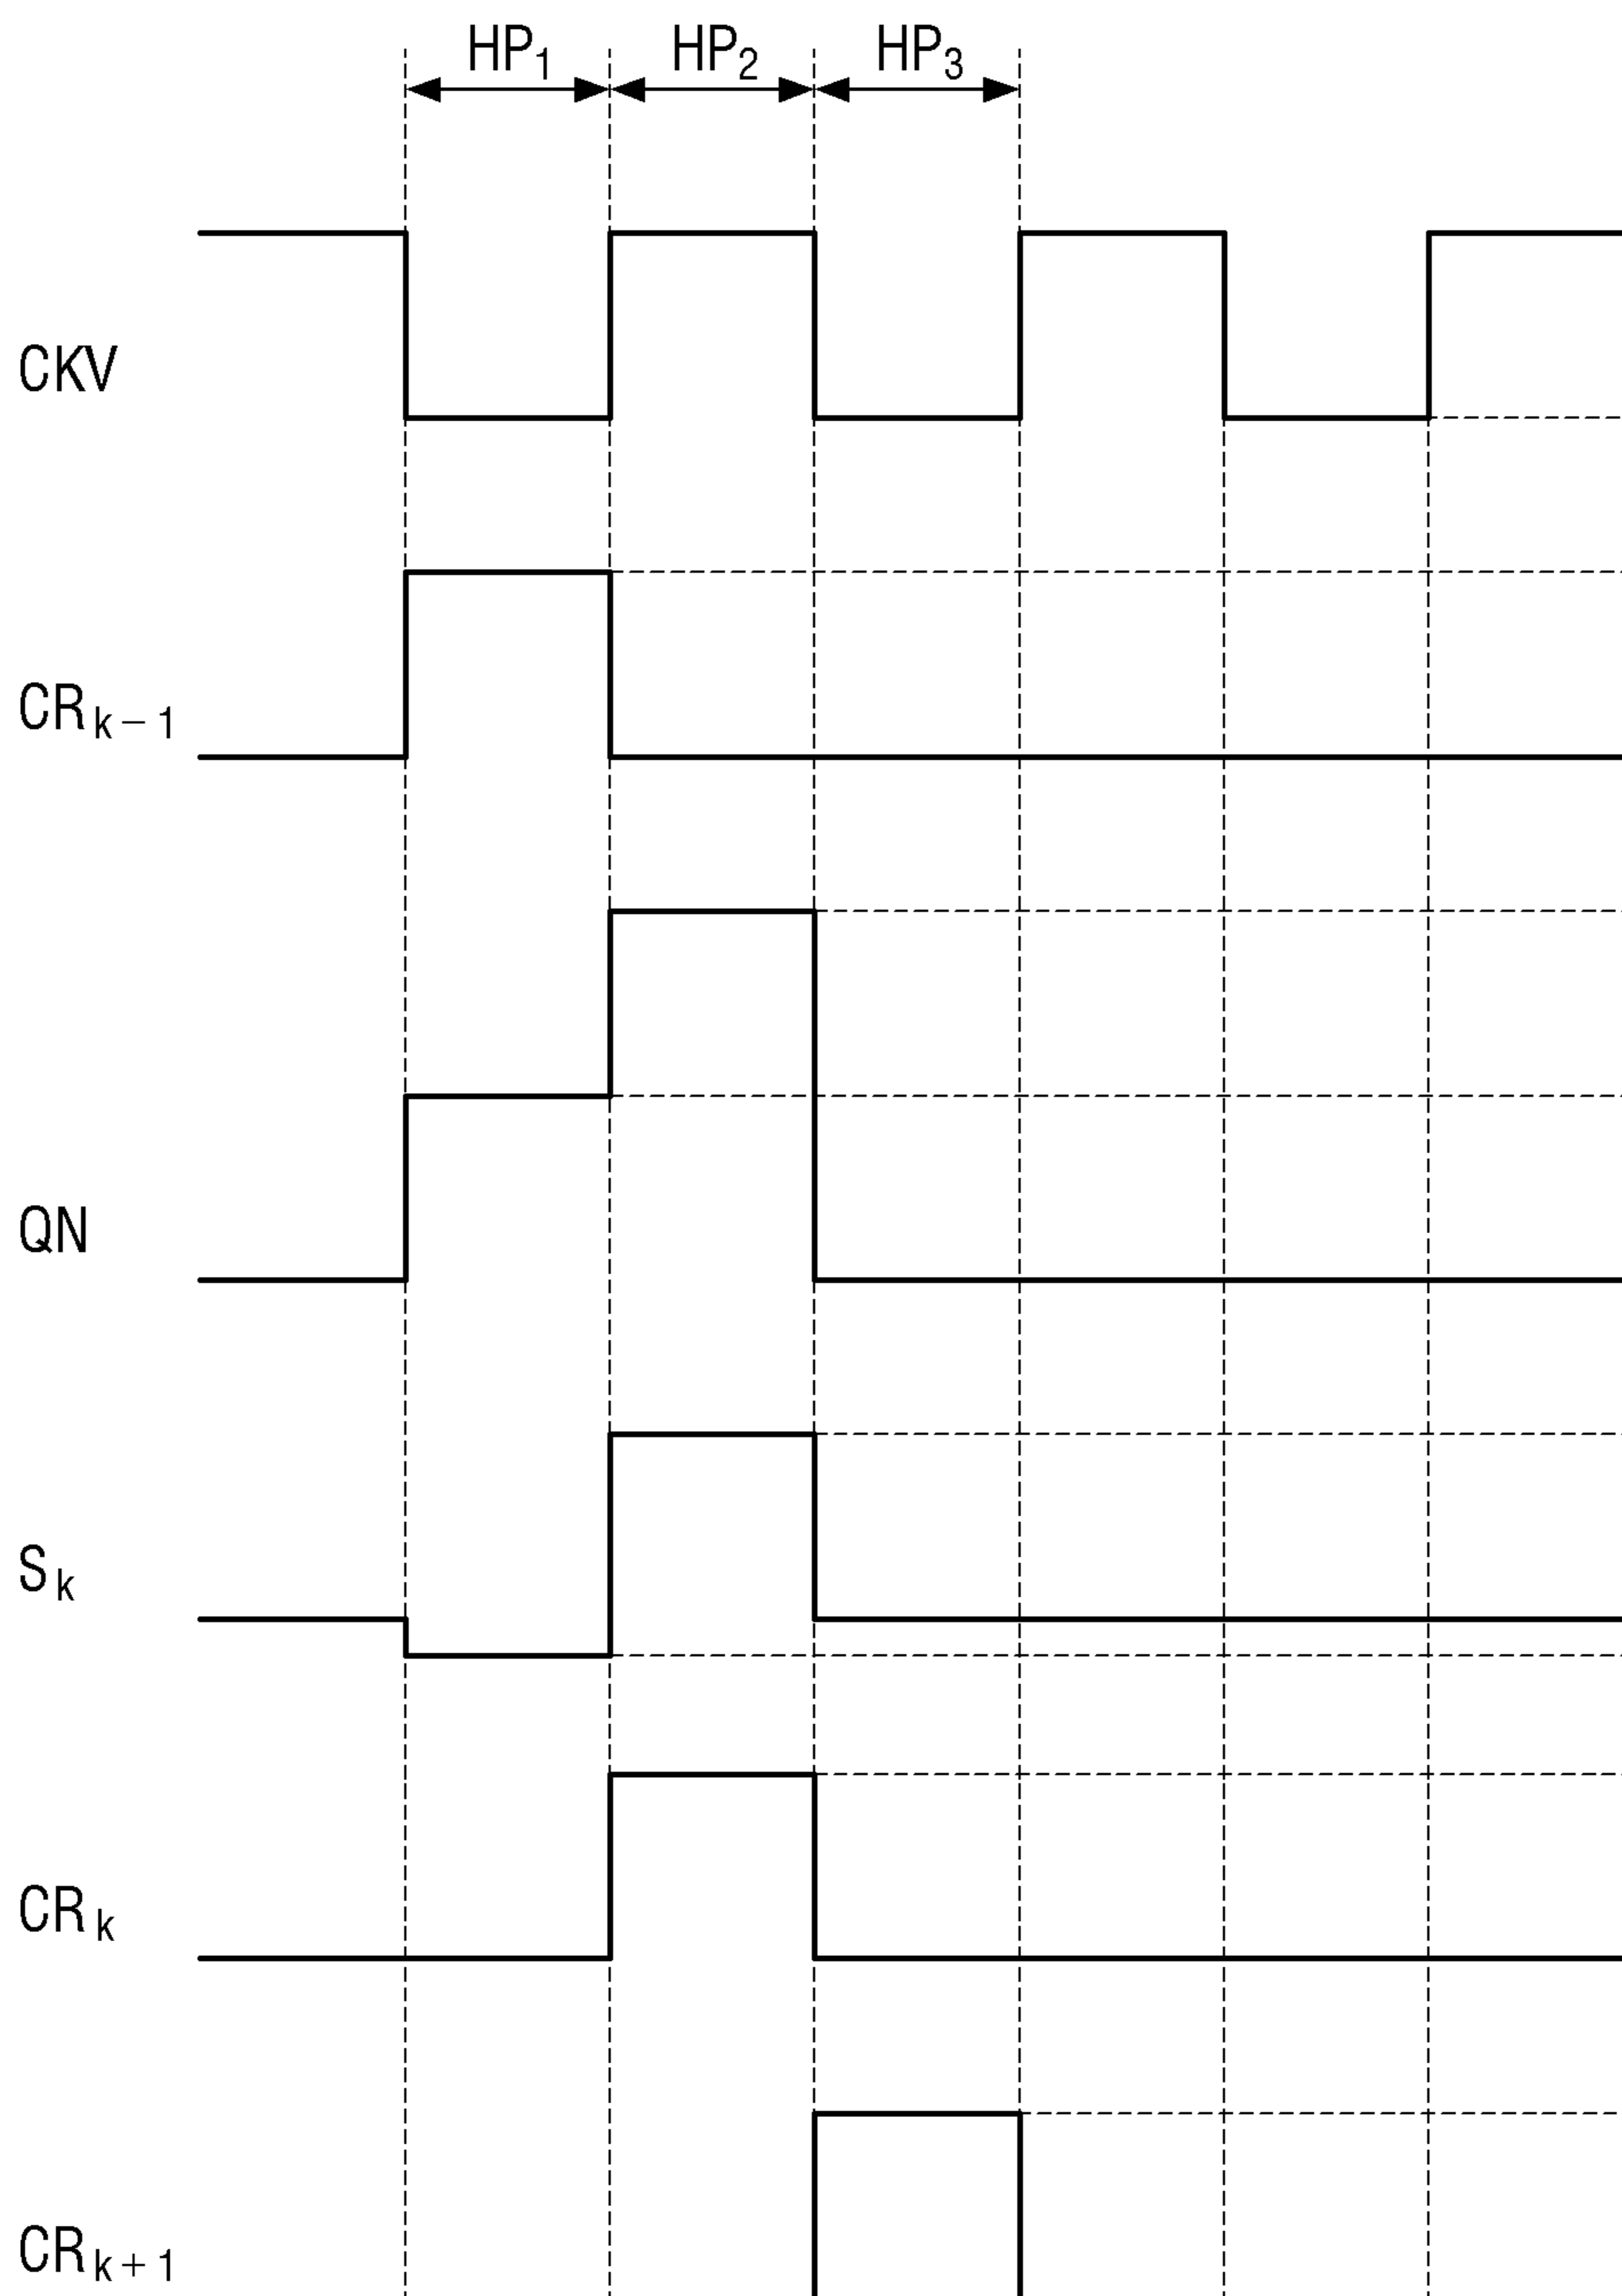 HP₁ HP₂ HP₃
CKV
CRₖ₋₁
QN
Sₖ
CRₖ
CRₖ₊₁